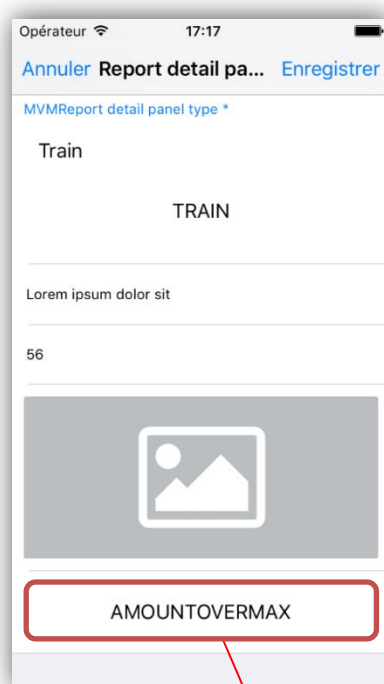 Opérateur 17:17
Annuler Report detail pa... Enregistrer
MVMReport detail panel type *
Train
TRAIN
Lorem ipsum dolor sit
56
AMOUNTOVERMAX